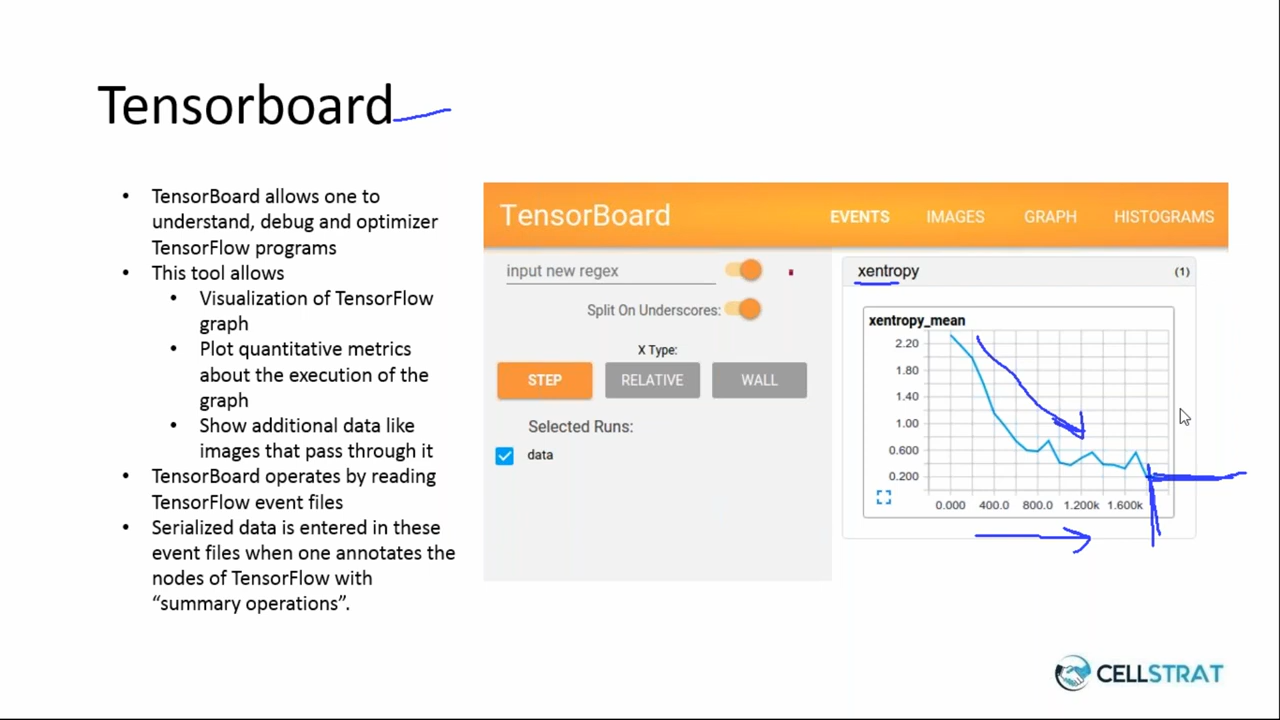 Tensorboard
• TensorBoard allows one to
understand, debug and optimizer
TensorFlow programs
• This tool allows
• Visualization of TensorFlow
graph
• Plot quantitative metrics
about the execution of the
graph
• Show additional data like
images that pass through it
• TensorBoard operates by reading
TensorFlow event files
• Serialized data is entered in these
event files when one annotates the
nodes of TensorFlow with
“summary operations”.
TensorBoard
EVENTS IMAGES GRAPH HISTOGRAMS
input new regex
Split On Underscores:
X Type:
STEP RELATIVE WALL
Selected Runs:
data
xentropy (1)
xentropy_mean
2.20
1.80
1.40
1.00
0.600
0.200
0.000 400.0 800.0 1.200k 1.600k
CELLSTRAT